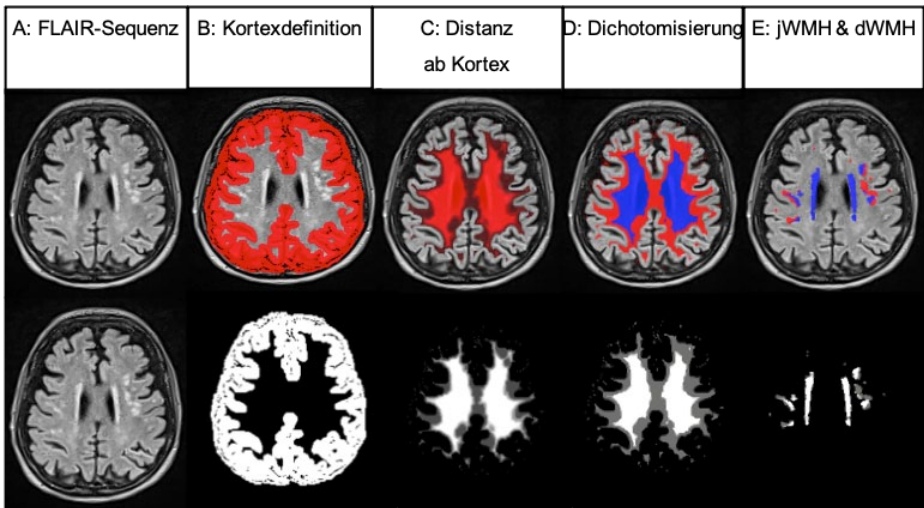 A: FLAIR-Sequenz
B: Kortexdefinition
C: Distanz
ab Kortex
D: Dichotomisierung
E: jWMH & dWMH